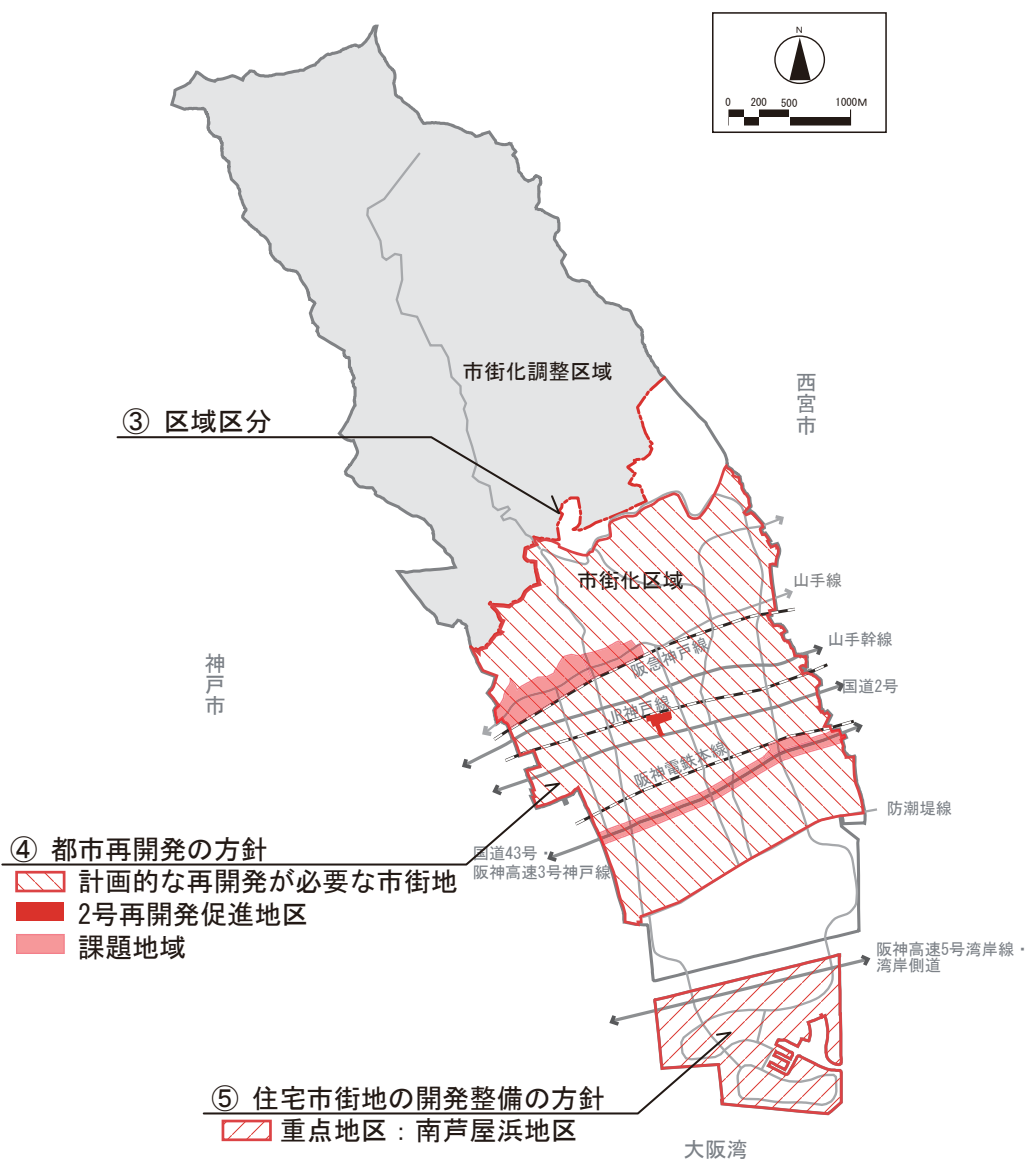 N
0 200 500 1000M
市街化調整区域
西宮市
③ 区域区分
市街化区域
山手線
阪急神戸線
山手幹線
神戸市
国道2号
JR神戸線
阪神電鉄本線
防潮堤線
④ 都市再開発の方針
国道43号・
阪神高速3号神戸線
計画的な再開発が必要な市街地
2号再開発促進地区
課題地域
阪神高速5号湾岸線・
湾岸側道
⑤ 住宅市街地の開発整備の方針
重点地区：南芦屋浜地区
大阪湾